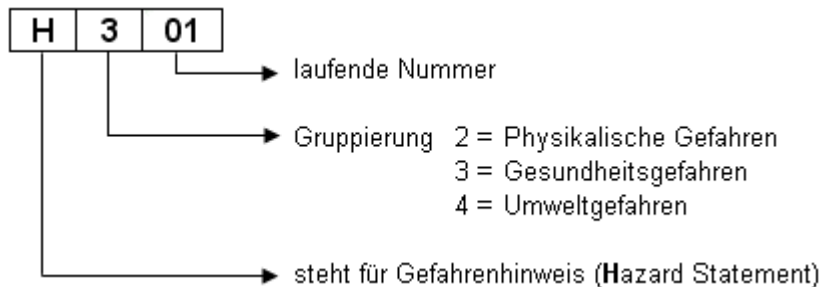 H 3 01
laufende Nummer
Gruppierung 2 = Physikalische Gefahren
3 = Gesundheitsgefahren
4 = Umweltgefahren
steht für Gefahrenhinweis (Hazard Statement)